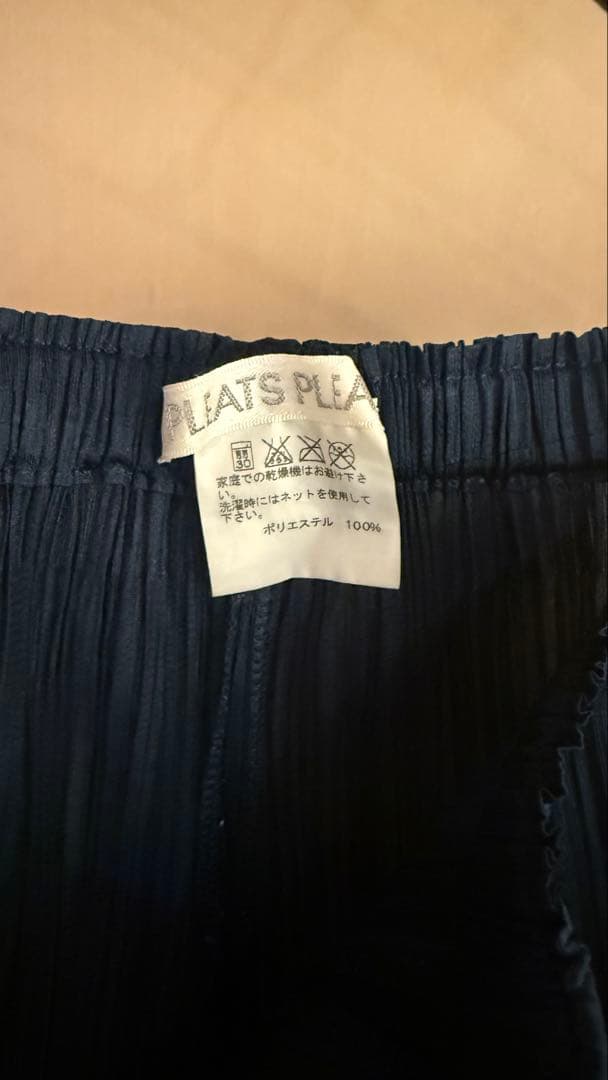 PLEATS PLEA
30
家庭での乾燥機はお避け下さ
い。
洗濯時にはネットを使用して
下さい。
ポリエステル 100%